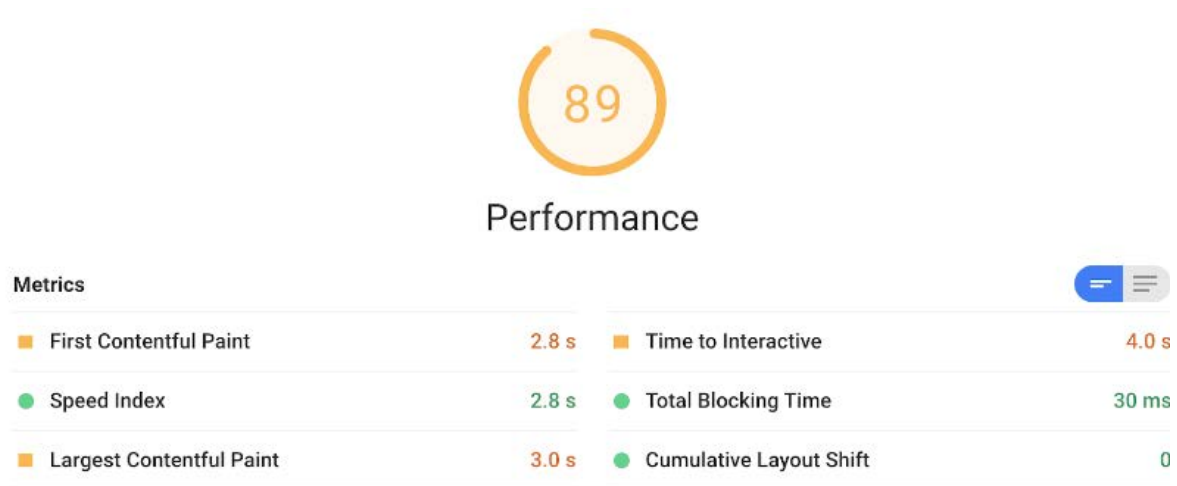 89
Performance
Metrics
First Contentful Paint 2.8 s
Time to Interactive 4.0 s
Speed Index 2.8 s
Total Blocking Time 30 ms
Largest Contentful Paint 3.0 s
Cumulative Layout Shift 0